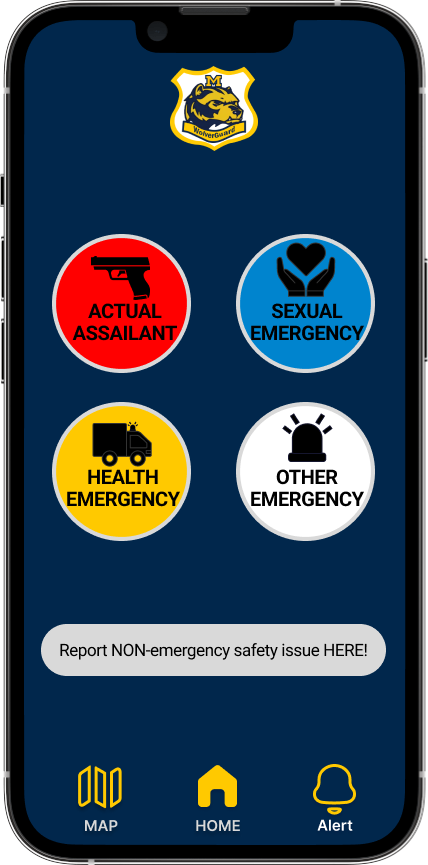 M
WolverGuard
ACTUAL
ASSAILANT
SEXUAL
EMERGENCY
HEALTH
EMERGENCY
OTHER
EMERGENCY
Report NON-emergency safety issue HERE!
MAP
HOME
Alert